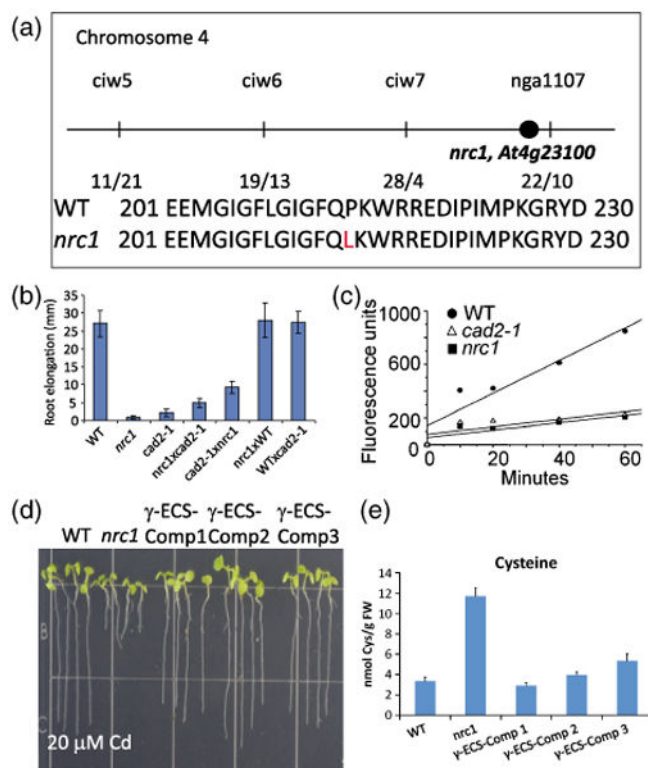 (a)
Chromosome 4
ciw5 ciw6 ciw7 nga1107
nrc1, At4g23100
11/21 19/13 28/4 22/10
WT 201 EEMGIGFLGIGFQPKWRREDIPIMPKGRYD 230
nrc1 201 EEMGIGFLGIGFQLKWRREDIPIMPKGRYD 230
(b)
Root elongation (mm)
35
30
25
20
15
10
5
0
WT nrc1 cad2-1 nrc1xcad2-1 cad2-1xnrc1 nrc1xWT WTxcad2-1
(c)
Fluorescence units
1000
600
200
0 20 40 60
Minutes
WT
cad2-1
nrc1
(d)
γ-ECS- γ-ECS- γ-ECS-
WT nrc1 Comp1 Comp2 Comp3
B
C
20 μM Cd
(e)
Cysteine
nmol Cys/g FW
14
12
10
8
6
4
2
0
WT nrc1 γ-ECS-Comp 1 γ-ECS-Comp 2 γ-ECS-Comp 3